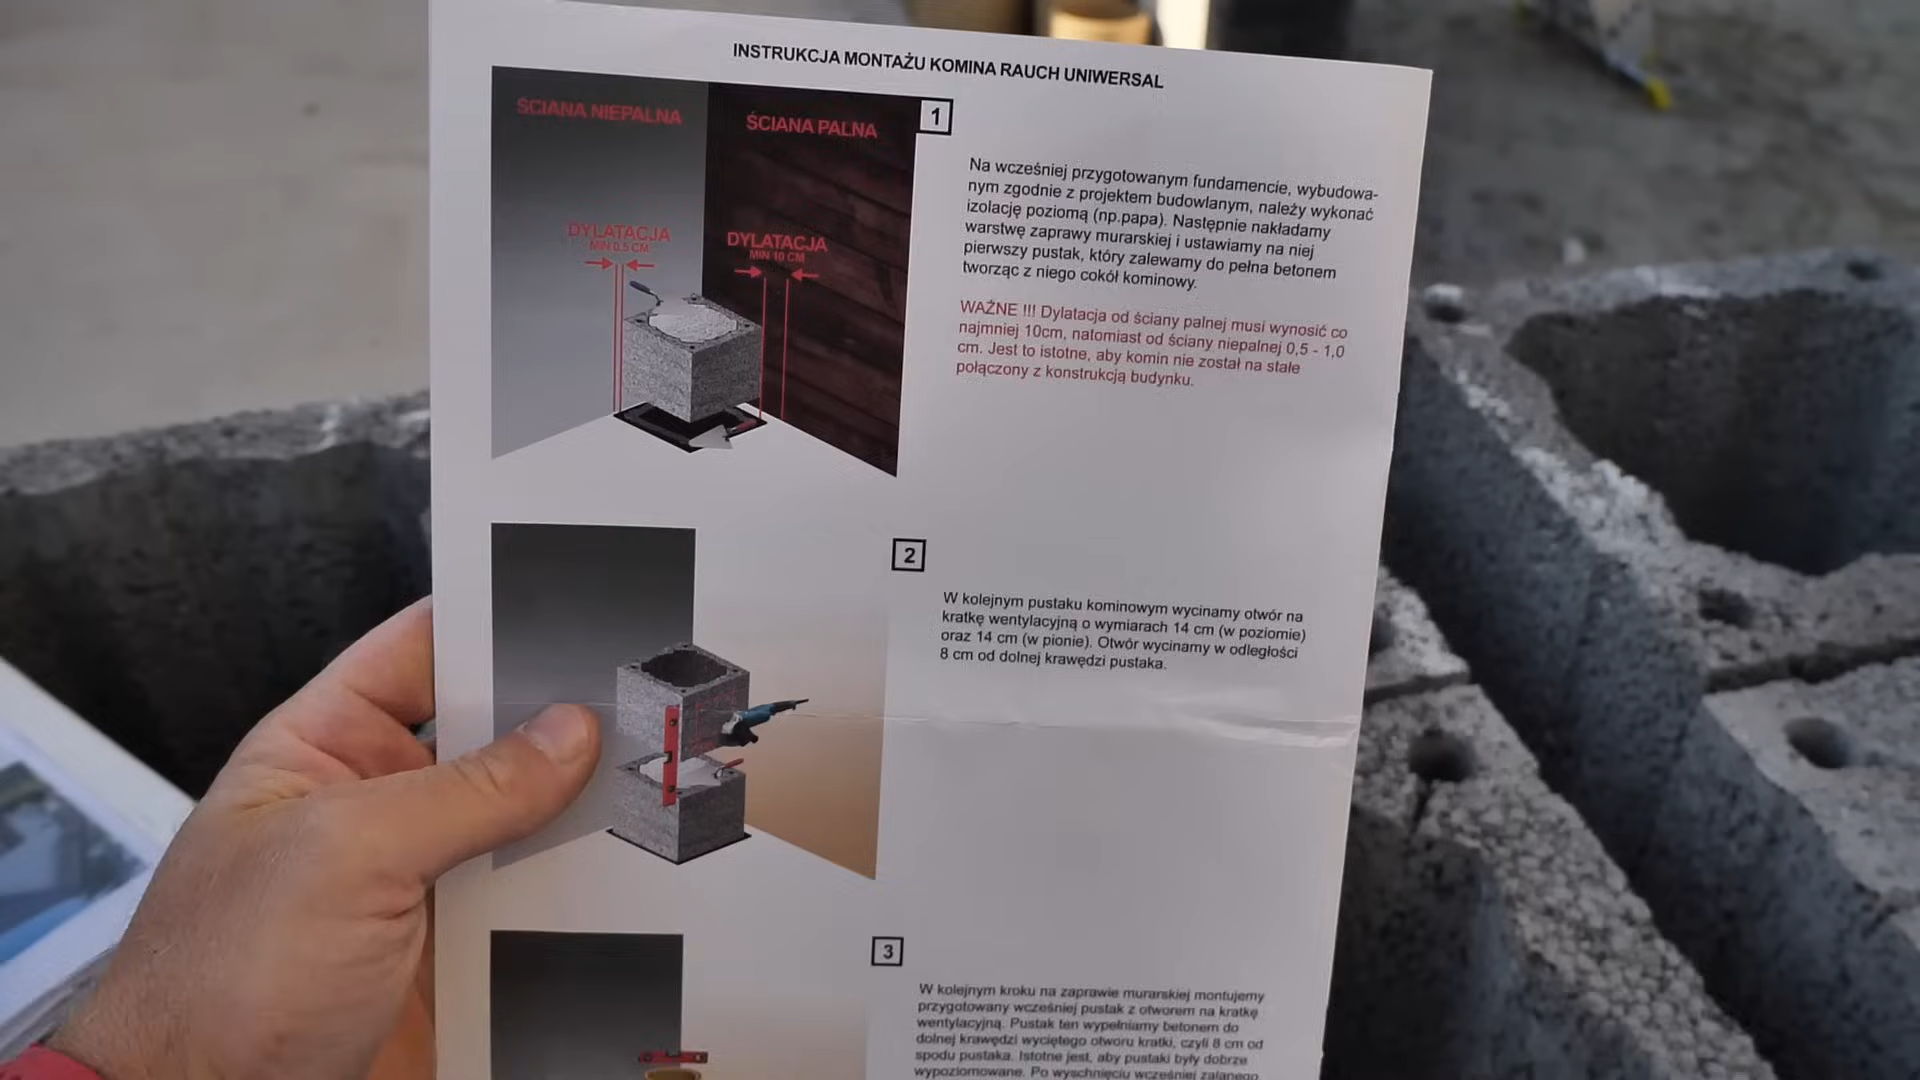 INSTRUKCJA MONTAŻU KOMINA RAUCH UNIWERSAL
ŚCIANA NIEPALNA
ŚCIANA PALNA
DYLATACJA
MIN 0.5 CM
DYLATACJA
MIN 10 CM
1
Na wcześniej przygotowanym fundamencie, wybudowa-
nym zgodnie z projektem budowlanym, należy wykonać
izolację poziomą (np.papa). Następnie nakładamy
warstwę zaprawy murarskiej i ustawiamy na niej
pierwszy pustak, który zalewamy do pełna betonem
tworząc z niego cokół kominowy.
WAŻNE !!! Dylatacja od ściany palnej musi wynosić co
najmniej 10cm, natomiast od ściany niepalnej 0,5 - 1,0
cm. Jest to istotne, aby komin nie został na stałe
połączony z konstrukcją budynku.
2
W kolejnym pustaku kominowym wycinamy otwór na
kratkę wentylacyjną o wymiarach 14 cm (w poziomie)
oraz 14 cm (w pionie). Otwór wycinamy w odległości
8 cm od dolnej krawędzi pustaka.
3
W kolejnym kroku na zaprawie murarskiej montujemy
przygotowany wcześniej pustak z otworem na kratkę
wentylacyjną. Pustak ten wypełniamy betonem do
dolnej krawędzi wyciętego otworu kratki, czyli 8 cm od
spodu pustaka. Istotne jest, aby pustaki były dobrze
wypoziomowane. Po wyschnięciu wcześniej zalanego